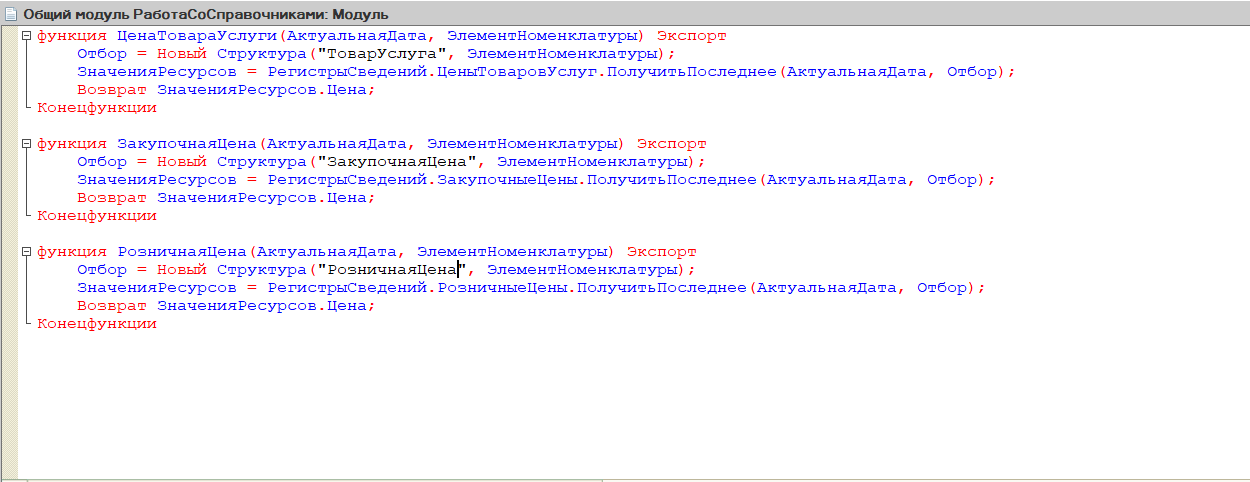 Общий модуль РаботаСоСправочниками: Модуль
функция ЦенаТовараУслуги(АктуальнаяДата, ЭлементНоменклатуры) Экспорт
Отбор = Новый Структура("ТоварУслуга", ЭлементНоменклатуры);
ЗначенияРесурсов = РегистрыСведений.ЦеныТоваровУслуг.ПолучитьПоследнее(АктуальнаяДата, Отбор);
Возврат ЗначенияРесурсов.Цена;
Конецфункции
функция ЗакупочнаяЦена(АктуальнаяДата, ЭлементНоменклатуры) Экспорт
Отбор = Новый Структура("ЗакупочнаяЦена", ЭлементНоменклатуры);
ЗначенияРесурсов = РегистрыСведений.ЗакупочныеЦены.ПолучитьПоследнее(АктуальнаяДата, Отбор);
Возврат ЗначенияРесурсов.Цена;
Конецфункции
функция РозничнаяЦена(АктуальнаяДата, ЭлементНоменклатуры) Экспорт
Отбор = Новый Структура("РозничнаяЦена", ЭлементНоменклатуры);
ЗначенияРесурсов = РегистрыСведений.РозничныеЦены.ПолучитьПоследнее(АктуальнаяДата, Отбор);
Возврат ЗначенияРесурсов.Цена;
Конецфункции